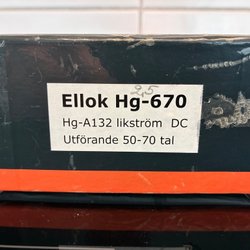 Ellok Hg-670
Hg-A132 likström DC
Utförande 50-70 tal